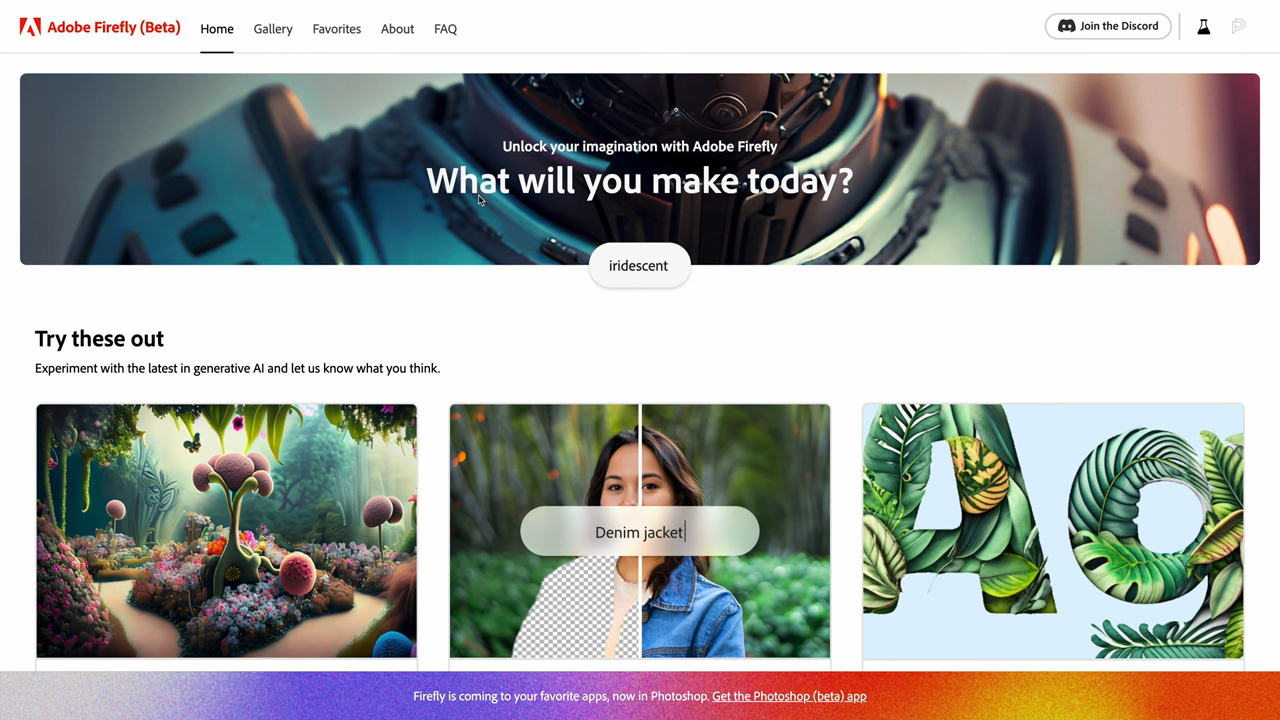 Adobe Firefly (Beta)
Home
Gallery
Favorites
About
FAQ
Join the Discord
Unlock your imagination with Adobe Firefly
What will you make today?
iridescent
Try these out
Experiment with the latest in generative AI and let us know what you think.
Denim jacket
Ag
Firefly is coming to your favorite apps, now in Photoshop. Get the Photoshop (beta) app